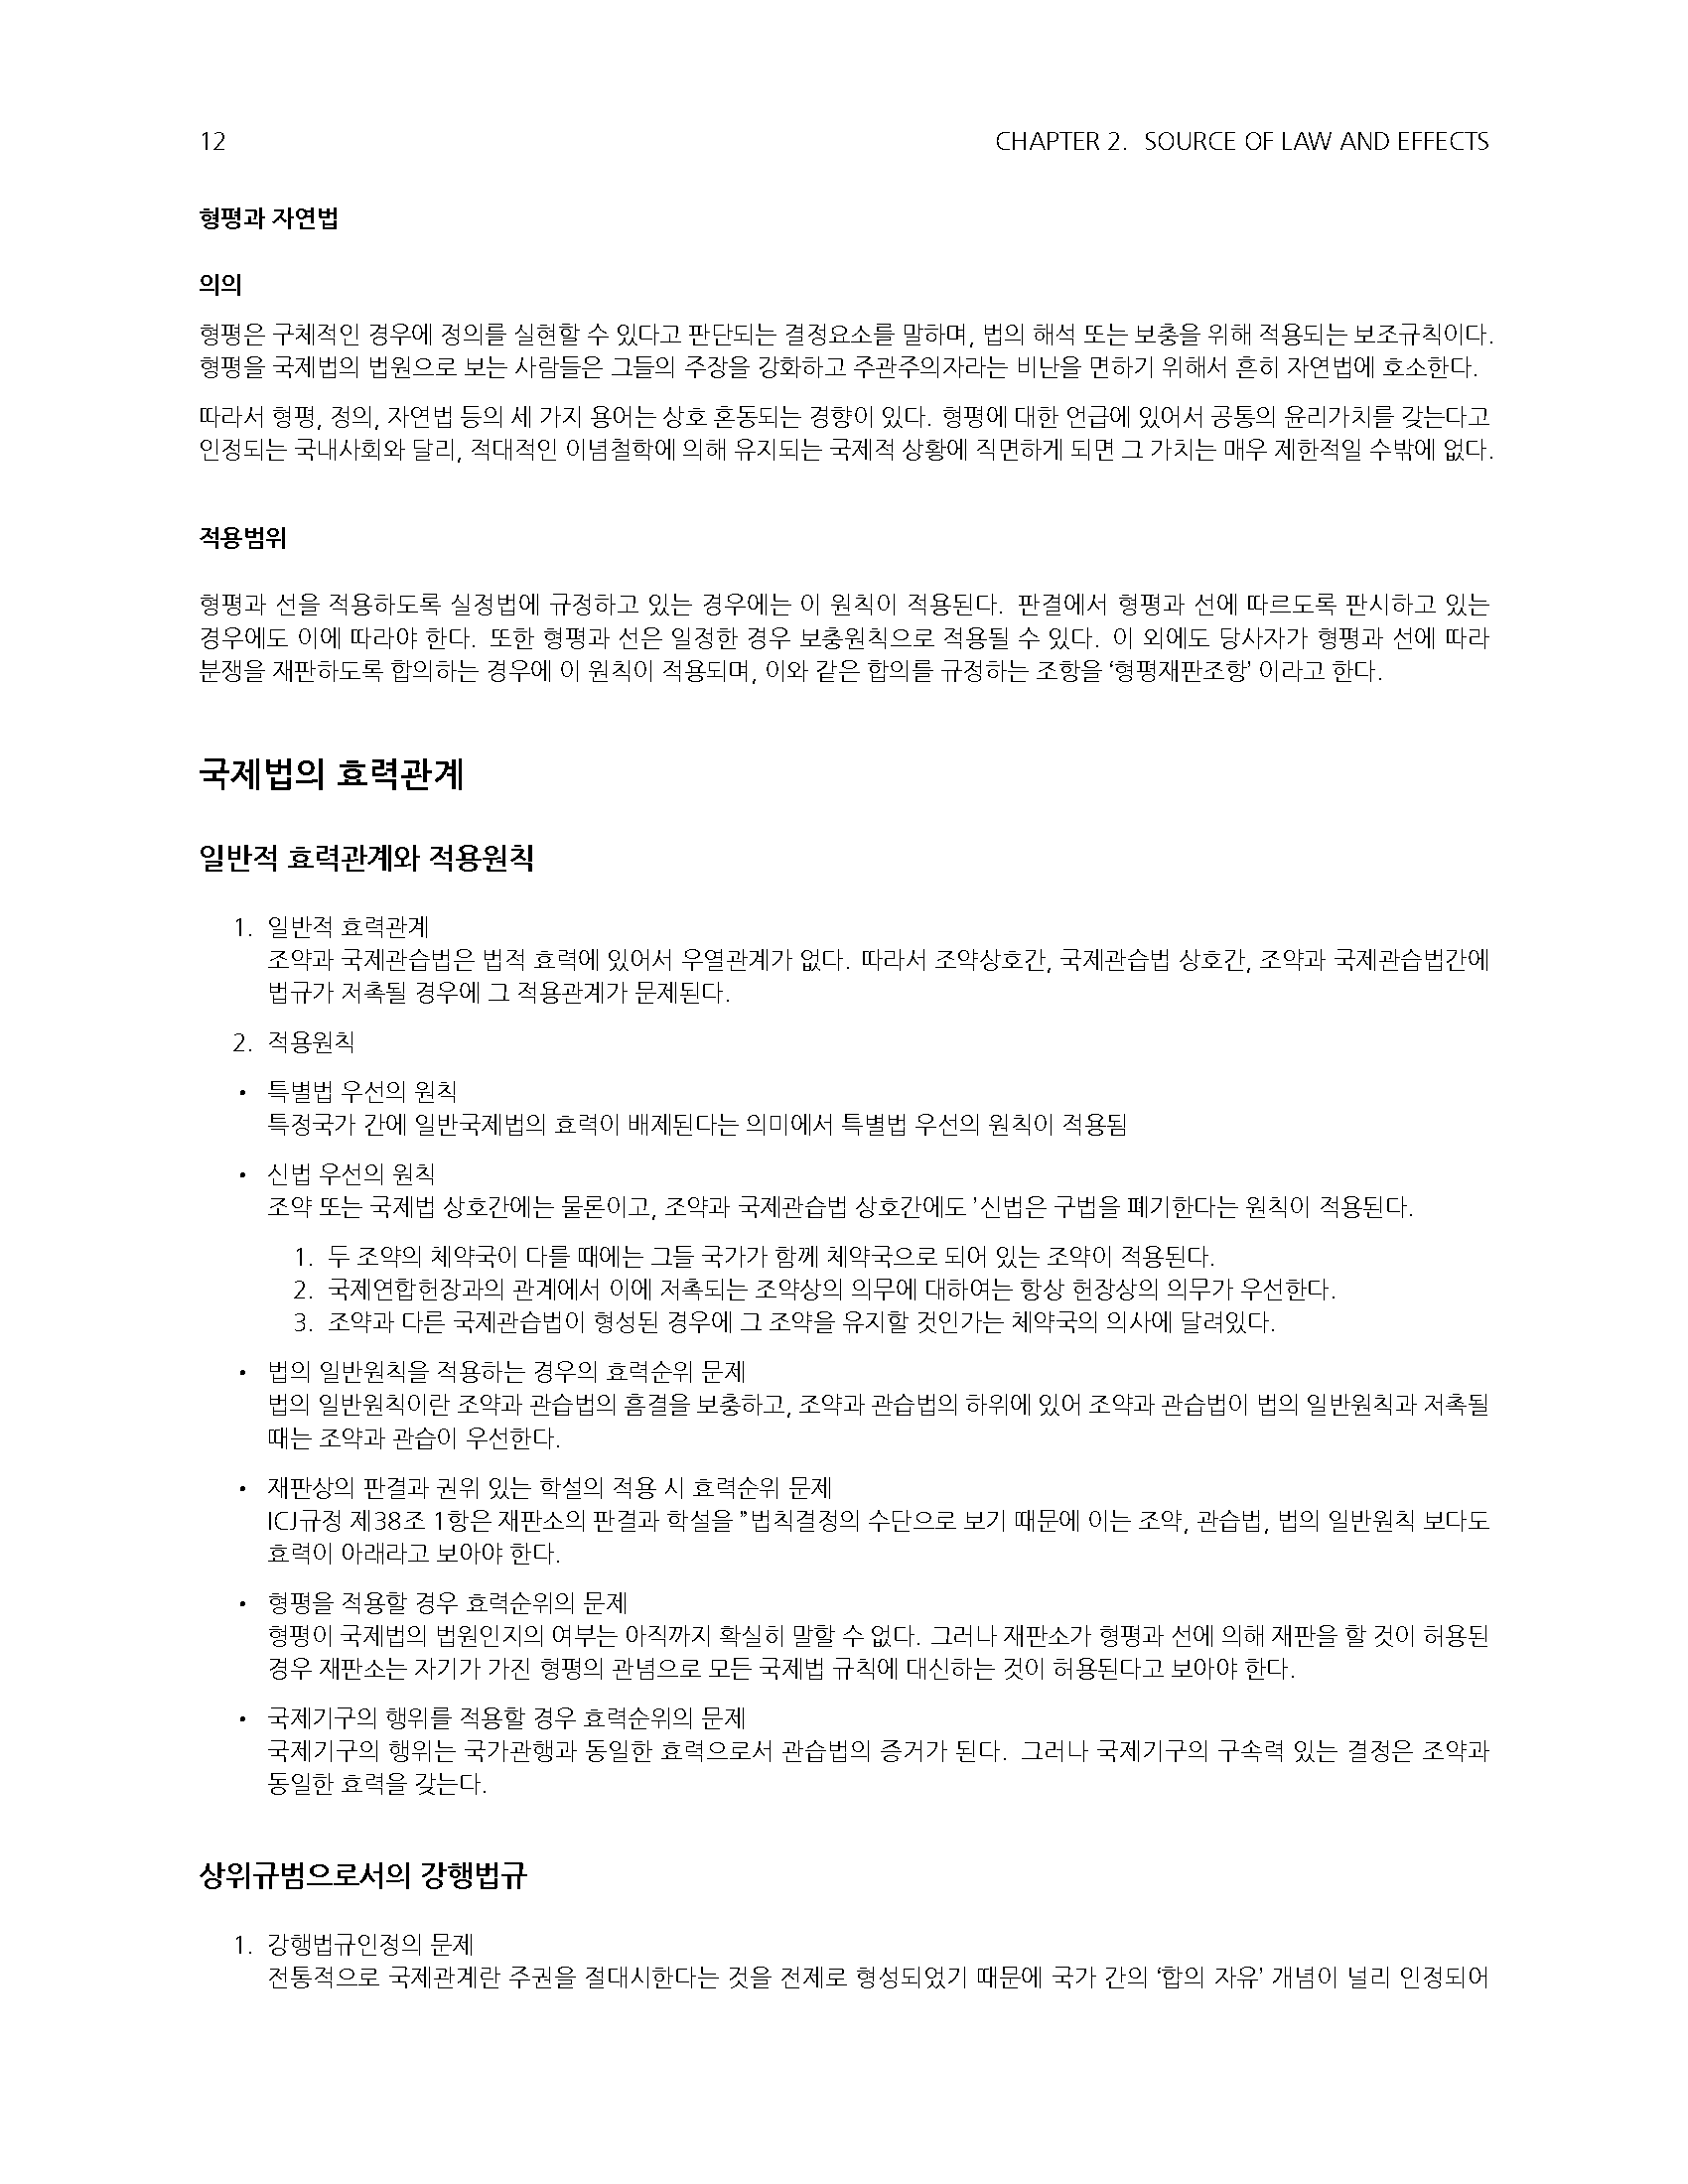 12 CHAPTER 2. SOURCE OF LAW AND EFFECTS
형평과 자연법
의의
형평은 구체적인 경우에 정의를 실현할 수 있다고 판단되는 결정요소를 말하며, 법의 해석 또는 보충을 위해 적용되는 보조규칙이다.
형평을 국제법의 법원으로 보는 사람들은 그들의 주장을 강화하고 주관주의자라는 비난을 면하기 위해서 흔히 자연법에 호소한다.
따라서 형평, 정의, 자연법 등의 세 가지 용어는 상호 혼동되는 경향이 있다. 형평에 대한 언급에 있어서 공통의 윤리가치를 갖는다고
인정되는 국내사회와 달리, 적대적인 이념철학에 의해 유지되는 국제적 상황에 직면하게 되면 그 가치는 매우 제한적일 수밖에 없다.
적용범위
형평과 선을 적용하도록 실정법에 규정하고 있는 경우에는 이 원칙이 적용된다. 판결에서 형평과 선에 따르도록 판시하고 있는
경우에도 이에 따라야 한다. 또한 형평과 선은 일정한 경우 보충원칙으로 적용될 수 있다. 이 외에도 당사자가 형평과 선에 따라
분쟁을 재판하도록 합의하는 경우에 이 원칙이 적용되며, 이와 같은 합의를 규정하는 조항을 ‘형평재판조항’ 이라고 한다.
국제법의 효력관계
일반적 효력관계와 적용원칙
1. 일반적 효력관계
조약과 국제관습법은 법적 효력에 있어서 우열관계가 없다. 따라서 조약상호간, 국제관습법 상호간, 조약과 국제관습법간에
법규가 저촉될 경우에 그 적용관계가 문제된다.
2. 적용원칙
• 특별법 우선의 원칙
특정국가 간에 일반국제법의 효력이 배제된다는 의미에서 특별법 우선의 원칙이 적용됨
• 신법 우선의 원칙
조약 또는 국제법 상호간에는 물론이고, 조약과 국제관습법 상호간에도 ’신법은 구법을 폐기한다는 원칙이 적용된다.
1. 두 조약의 체약국이 다를 때에는 그들 국가가 함께 체약국으로 되어 있는 조약이 적용된다.
2. 국제연합헌장과의 관계에서 이에 저촉되는 조약상의 의무에 대하여는 항상 헌장상의 의무가 우선한다.
3. 조약과 다른 국제관습법이 형성된 경우에 그 조약을 유지할 것인가는 체약국의 의사에 달려있다.
• 법의 일반원칙을 적용하는 경우의 효력순위 문제
법의 일반원칙이란 조약과 관습법의 흠결을 보충하고, 조약과 관습법의 하위에 있어 조약과 관습법이 법의 일반원칙과 저촉될
때는 조약과 관습이 우선한다.
• 재판상의 판결과 권위 있는 학설의 적용 시 효력순위 문제
ICJ규정 제38조 1항은 재판소의 판결과 학설을 ”법칙결정의 수단으로 보기 때문에 이는 조약, 관습법, 법의 일반원칙 보다도
효력이 아래라고 보아야 한다.
• 형평을 적용할 경우 효력순위의 문제
형평이 국제법의 법원인지의 여부는 아직까지 확실히 말할 수 없다. 그러나 재판소가 형평과 선에 의해 재판을 할 것이 허용된
경우 재판소는 자기가 가진 형평의 관념으로 모든 국제법 규칙에 대신하는 것이 허용된다고 보아야 한다.
• 국제기구의 행위를 적용할 경우 효력순위의 문제
국제기구의 행위는 국가관행과 동일한 효력으로서 관습법의 증거가 된다. 그러나 국제기구의 구속력 있는 결정은 조약과
동일한 효력을 갖는다.
상위규범으로서의 강행법규
1. 강행법규인정의 문제
전통적으로 국제관계란 주권을 절대시한다는 것을 전제로 형성되었기 때문에 국가 간의 ‘합의 자유’ 개념이 널리 인정되어